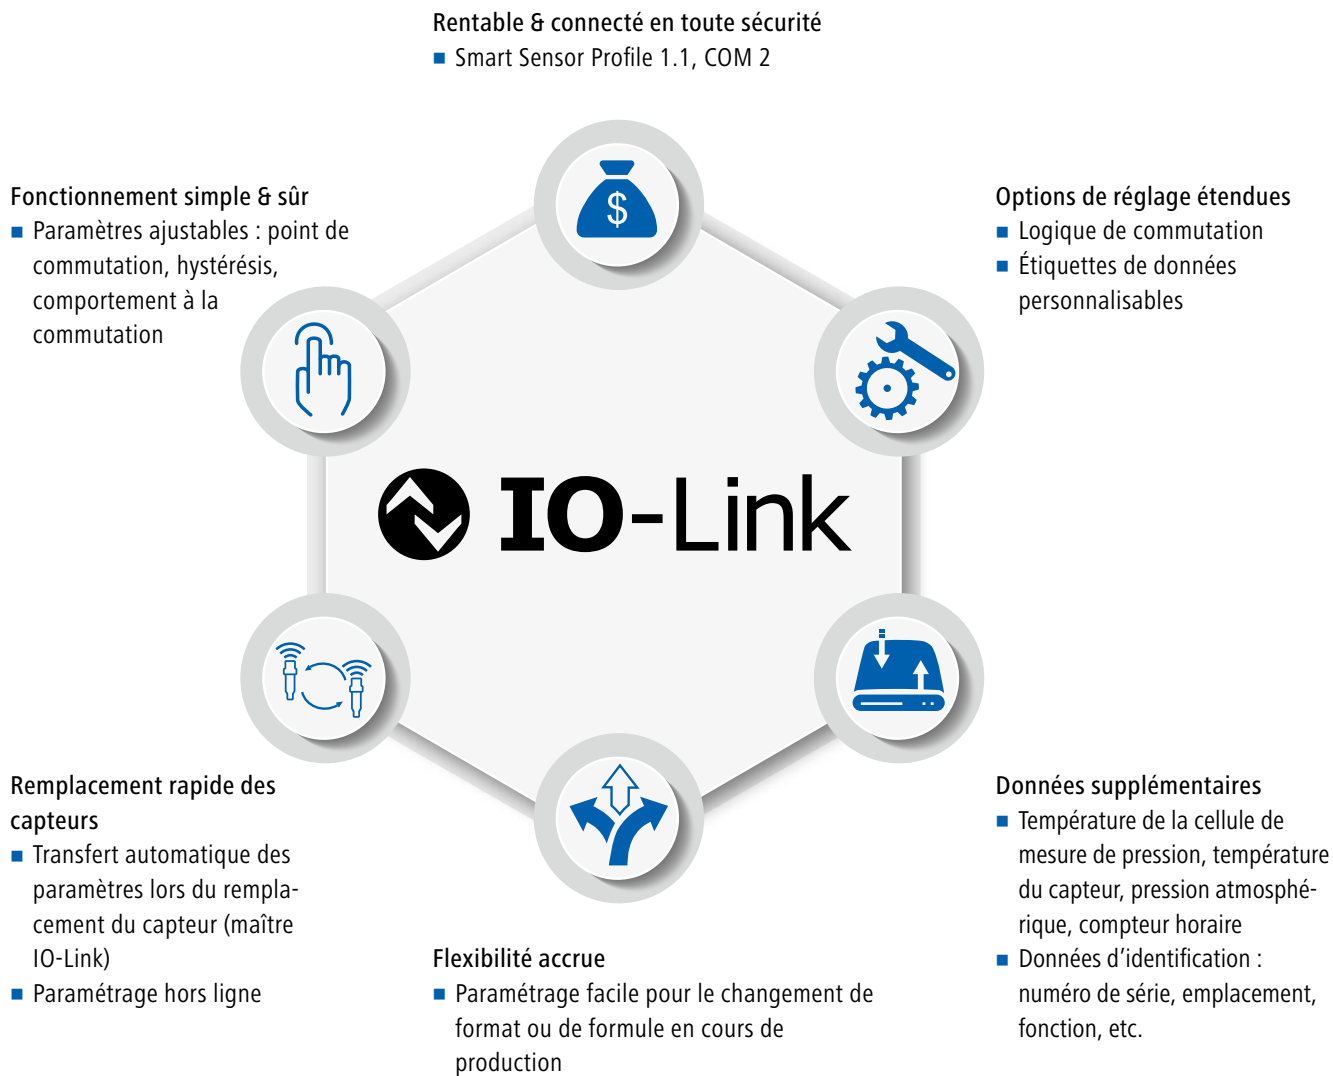 Rentable & connecté en toute sécurité
■ Smart Sensor Profile 1.1, COM 2
Fonctionnement simple & sûr
■ Paramètres ajustables : point de
commutation, hystérésis,
comportement à la
commutation
$
Options de réglage étendues
■ Logique de commutation
■ Étiquettes de données
personnalisables
IO-Link
Remplacement rapide des
capteurs
■ Transfert automatique des
paramètres lors du rempla-
cement du capteur (maître
IO-Link)
■ Paramétrage hors ligne
Flexibilité accrue
■ Paramétrage facile pour le changement de
format ou de formule en cours de
production
Données supplémentaires
■ Température de la cellule de
mesure de pression, température
du capteur, pression atmosphé-
rique, compteur horaire
■ Données d’identification :
numéro de série, emplacement,
fonction, etc.